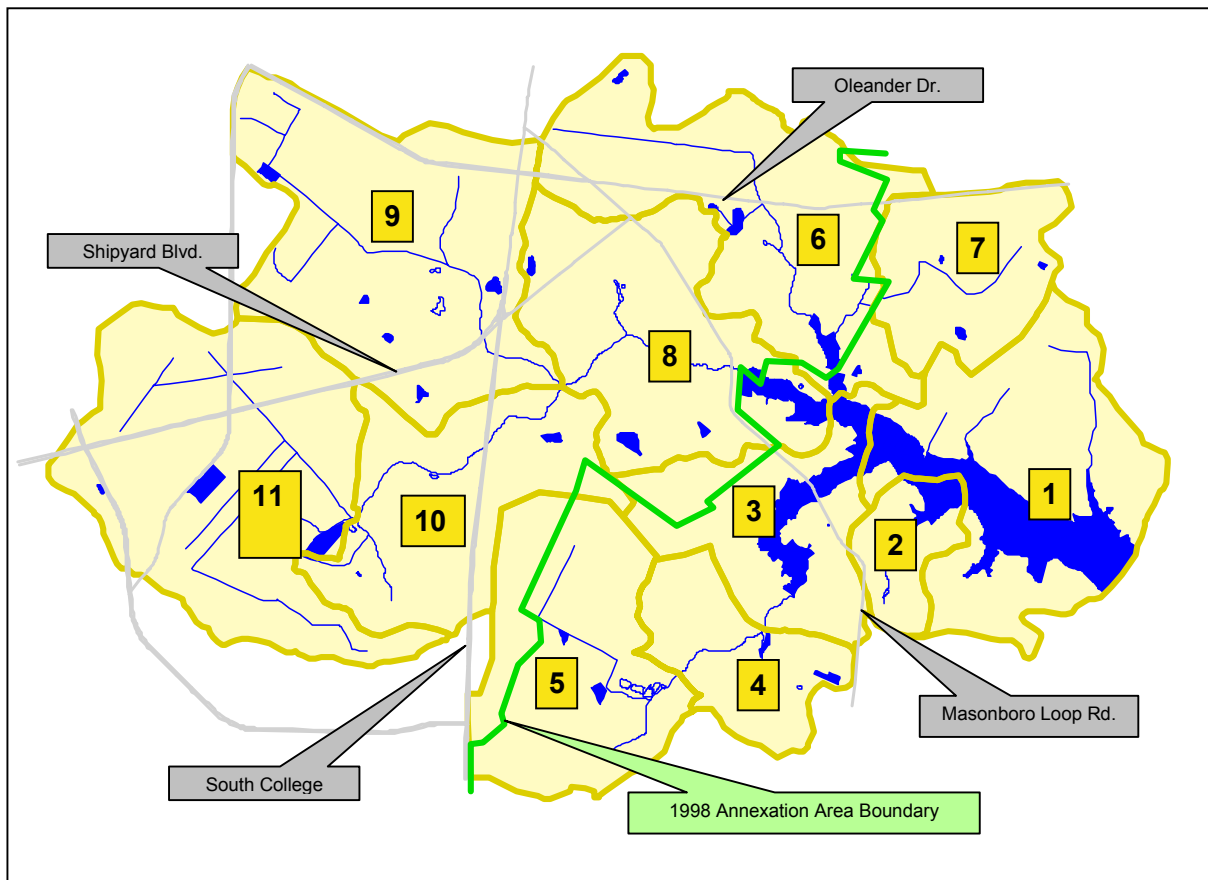 Oleander Dr.
9
6
7
Shipyard Blvd.
8
11
10
3
1
2
5
4
Masonboro Loop Rd.
South College
1998 Annexation Area Boundary